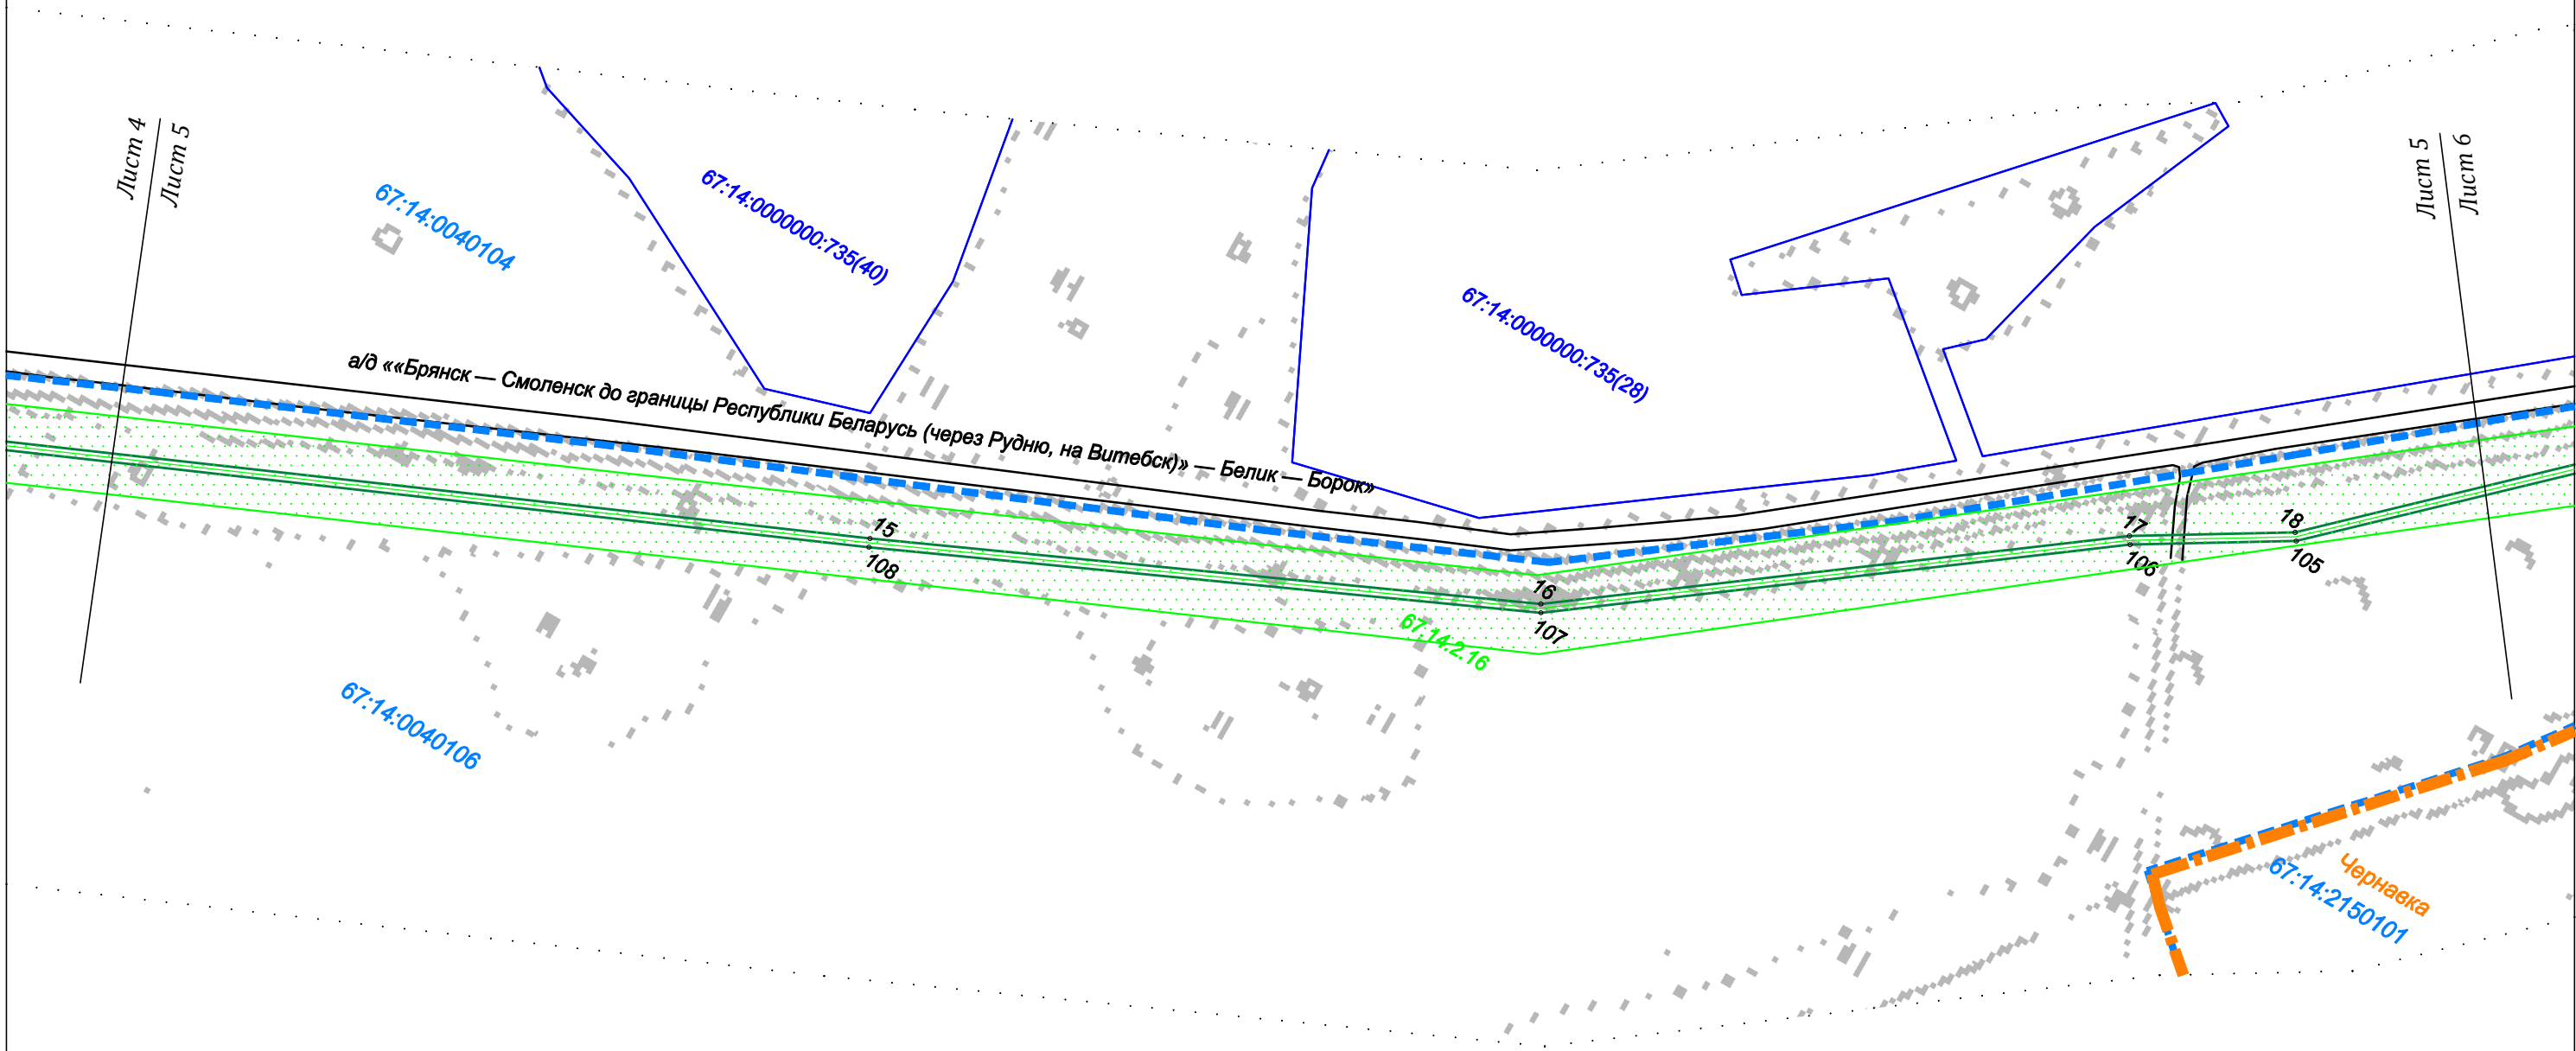 Лист 4
Лист 5
67:14:0040104
67:14:0000000:735(40)
67:14:0000000:735(28)
Лист 5
Лист 6
а/д ««Брянск — Смоленск до границы Республики Беларусь (через Рудню, на Витебск)» — Белик — Борок»
15
108
16
107
17
106
18
105
67.14.2.16
67:14:0040106
Чернавка
67:14:2150101